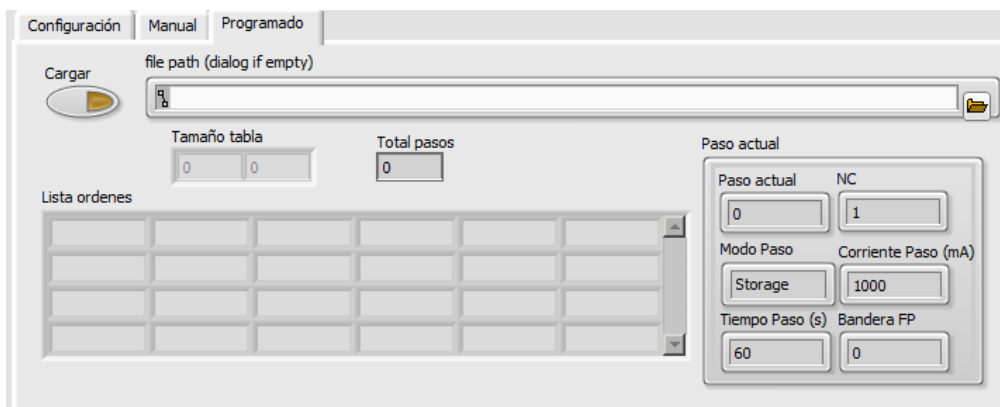 Configuración Manual Programado
Cargar
file path (dialog if empty)
Tamaño tabla
0 0
Total pasos
0
Lista ordenes
Paso actual
Paso actual NC
0 1
Modo Paso Corriente Paso (mA)
Storage 1000
Tiempo Paso (s) Bandera FP
60 0